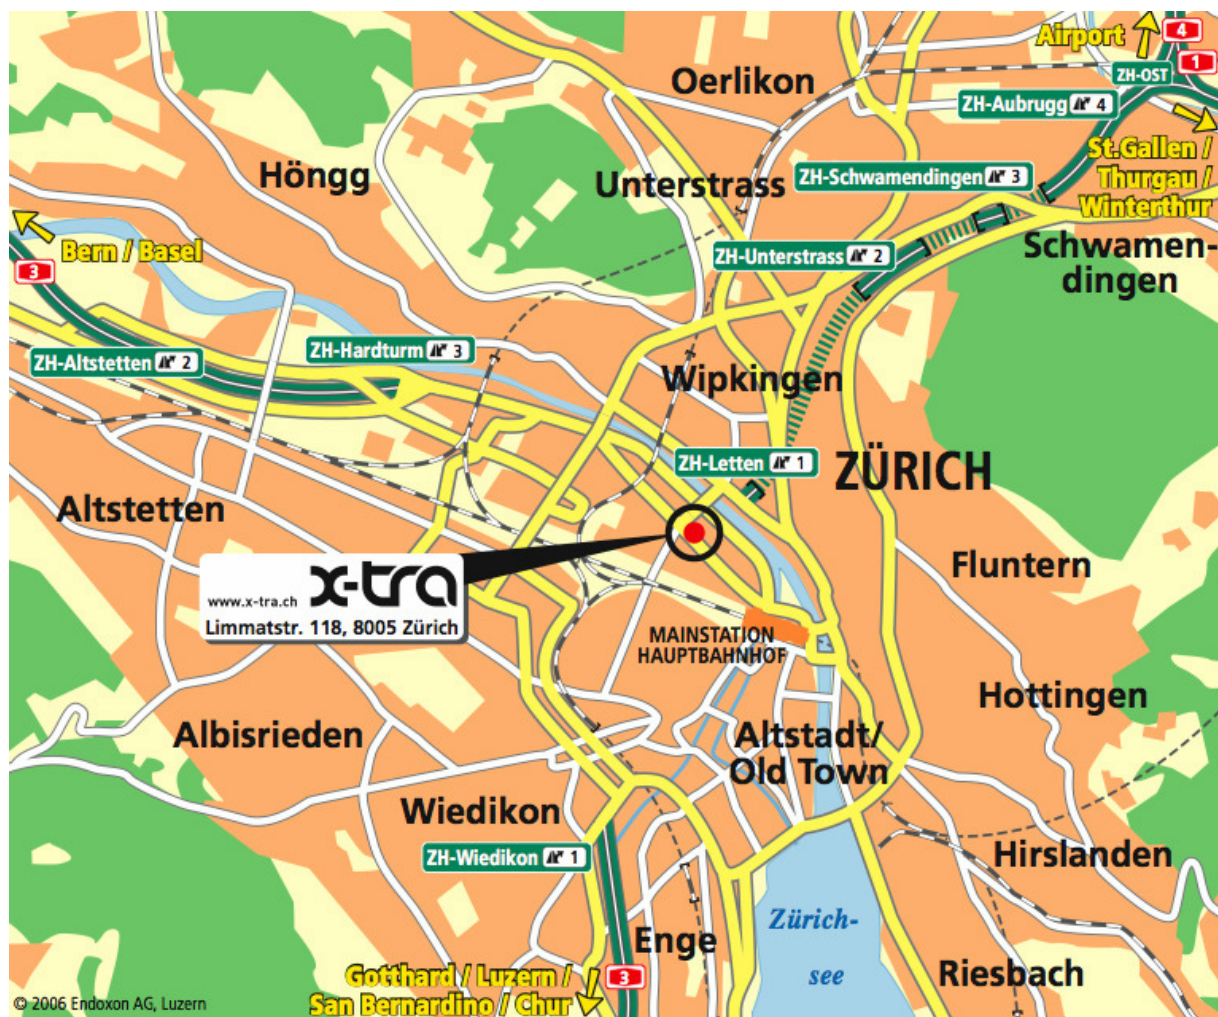 Airport
4
1
ZH-OST
Oerlikon
ZH-Aubrugg 4
St.Gallen /
Thurgau /
Winterthur
Höngg
Unterstrass
ZH-Schwamendingen 3
Bern / Basel
3
Schwamen-
dingen
ZH-Unterstrass 2
ZH-Altstetten 2
ZH-Hardturm 3
Wipkingen
ZH-Letten 1
ZÜRICH
Altstetten
Fluntern
www.x-tra.ch
x-tra
Limmatstr. 118, 8005 Zürich
MAINSTATION
HAUPTBAHNHOF
Hottingen
Albisrieden
Altstadt/
Old Town
Wiedikon
ZH-Wiedikon 1
Hirslanden
Zürich-
see
Enge
Riesbach
Gotthard / Luzern /
San Bernardino / Chur
3
© 2006 Endoxon AG, Luzern